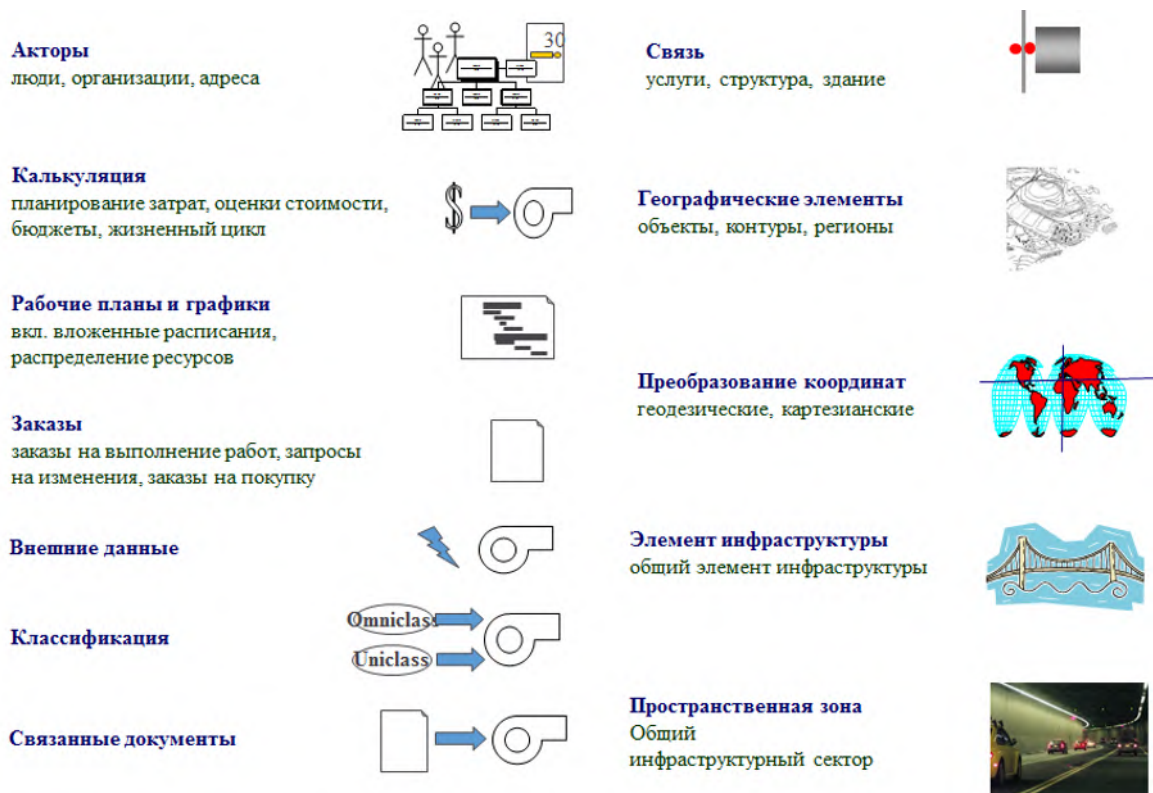 Акторы
люди, организации, адреса
30
Калькуляция
планирование затрат, оценки стоимости,
бюджеты, жизненный цикл
$
Рабочие планы и графики
вкл. вложенные расписания,
распределение ресурсов
Заказы
заказы на выполнение работ, запросы
на изменения, заказы на покупку
Внешние данные
Классификация
Omniclass
Uniclass
Связанные документы
Связь
услуги, структура, здание
Географические элементы
объекты, контуры, регионы
Преобразование координат
геодезические, картезианские
Элемент инфраструктуры
общий элемент инфраструктуры
Пространственная зона
Общий
инфраструктурный сектор